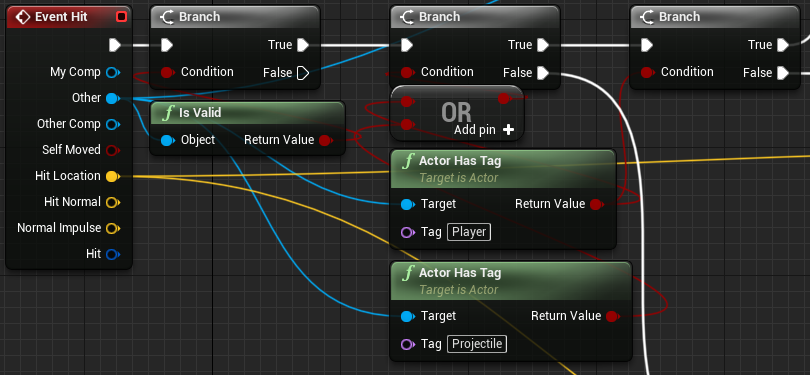 Event Hit
My Comp
Other
Other Comp
Self Moved
Hit Location
Hit Normal
Normal Impulse
Hit
Branch
True
Condition
False
f Is Valid
Object
Return Value
Branch
True
Condition
False
OR
Add pin +
f Actor Has Tag
Target is Actor
Target
Return Value
Tag Player
f Actor Has Tag
Target is Actor
Target
Return Value
Tag Projectile
Branch
True
Condition
False